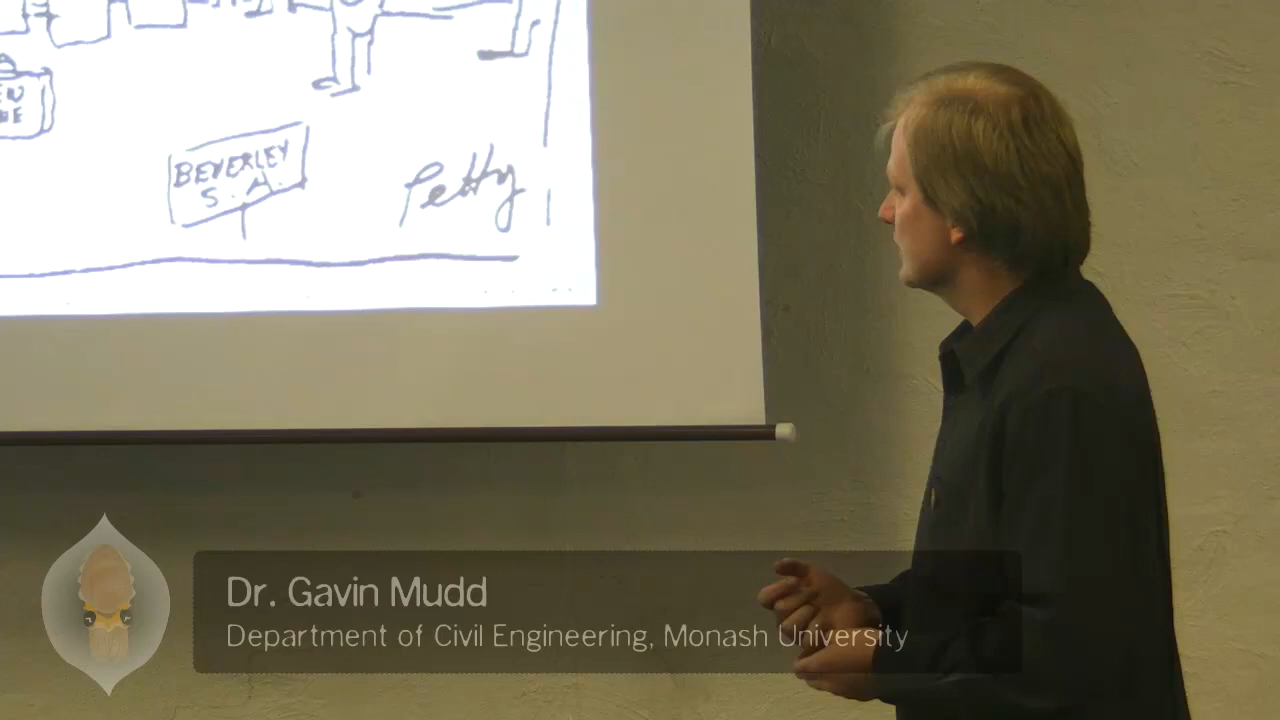 BEVERLEY
S.A.
Petty
Dr. Gavin Mudd
Department of Civil Engineering, Monash University